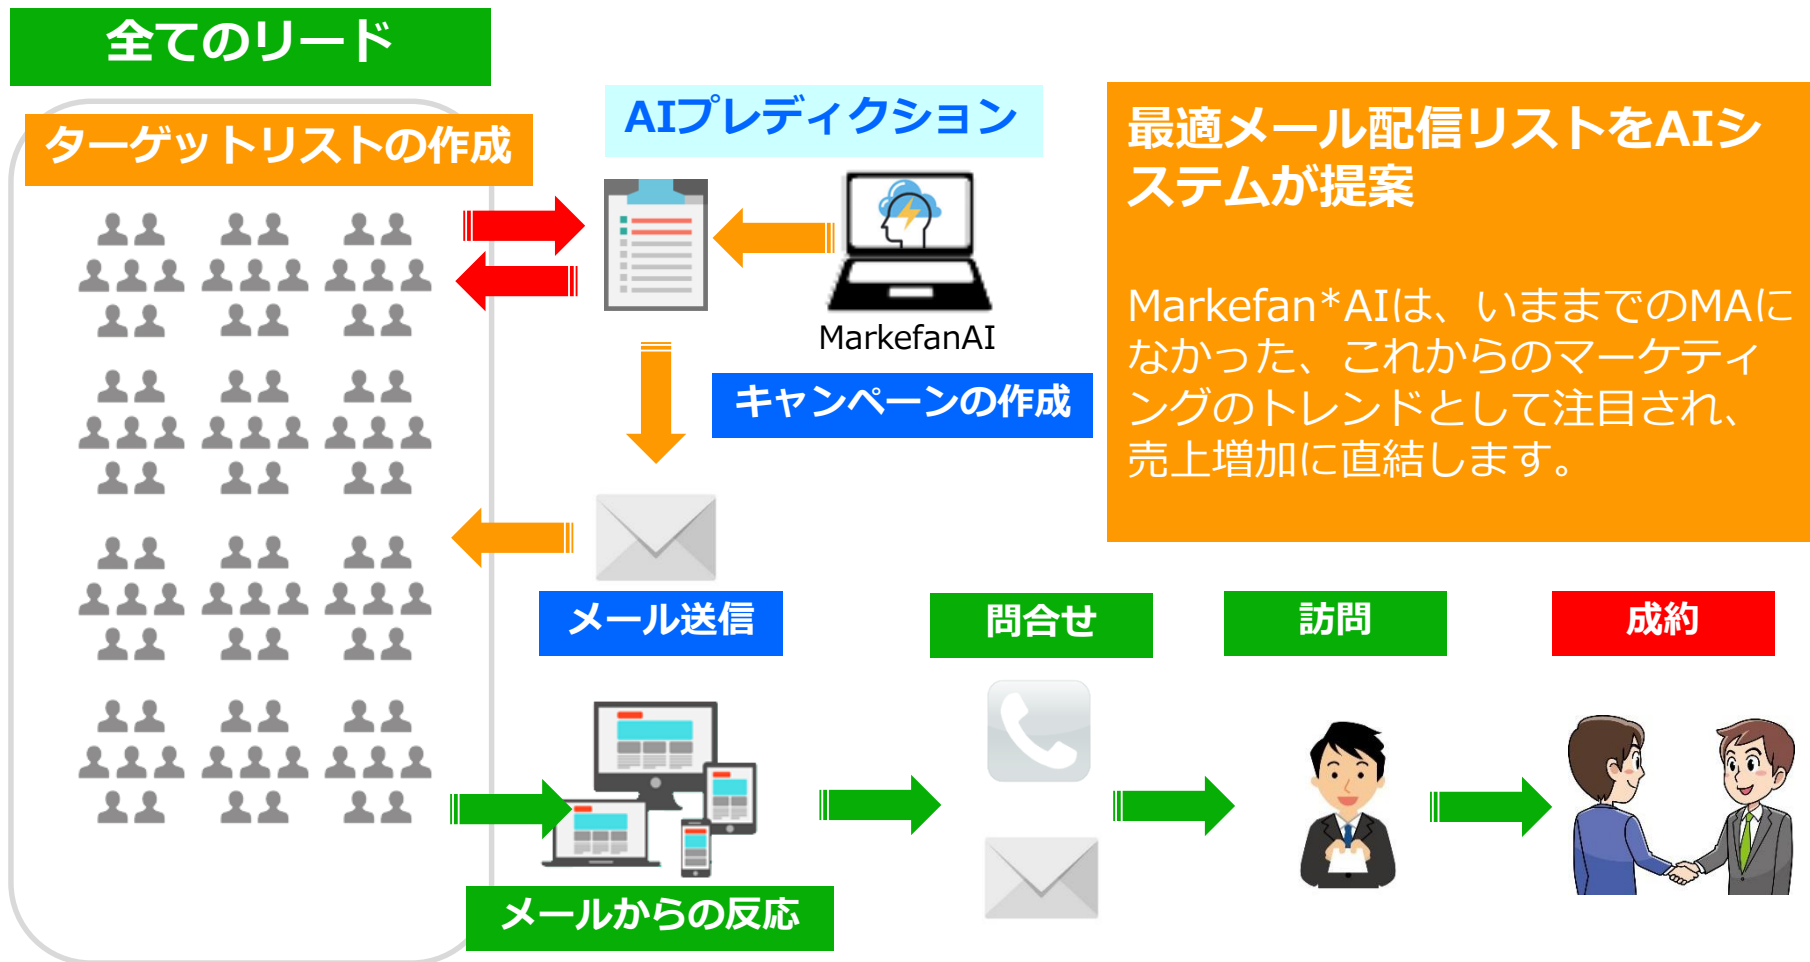 全てのリード
ターゲットリストの作成
AIプレディクション
MarkefanAI
キャンペーンの作成
最適メール配信リストをAIシ
ステムが提案
Markefan*AIは、いままでのMAに
なかった、これからのマーケティ
ングのトレンドとして注目され、
売上増加に直結します。
メール送信
問合せ
訪問
成約
メールからの反応